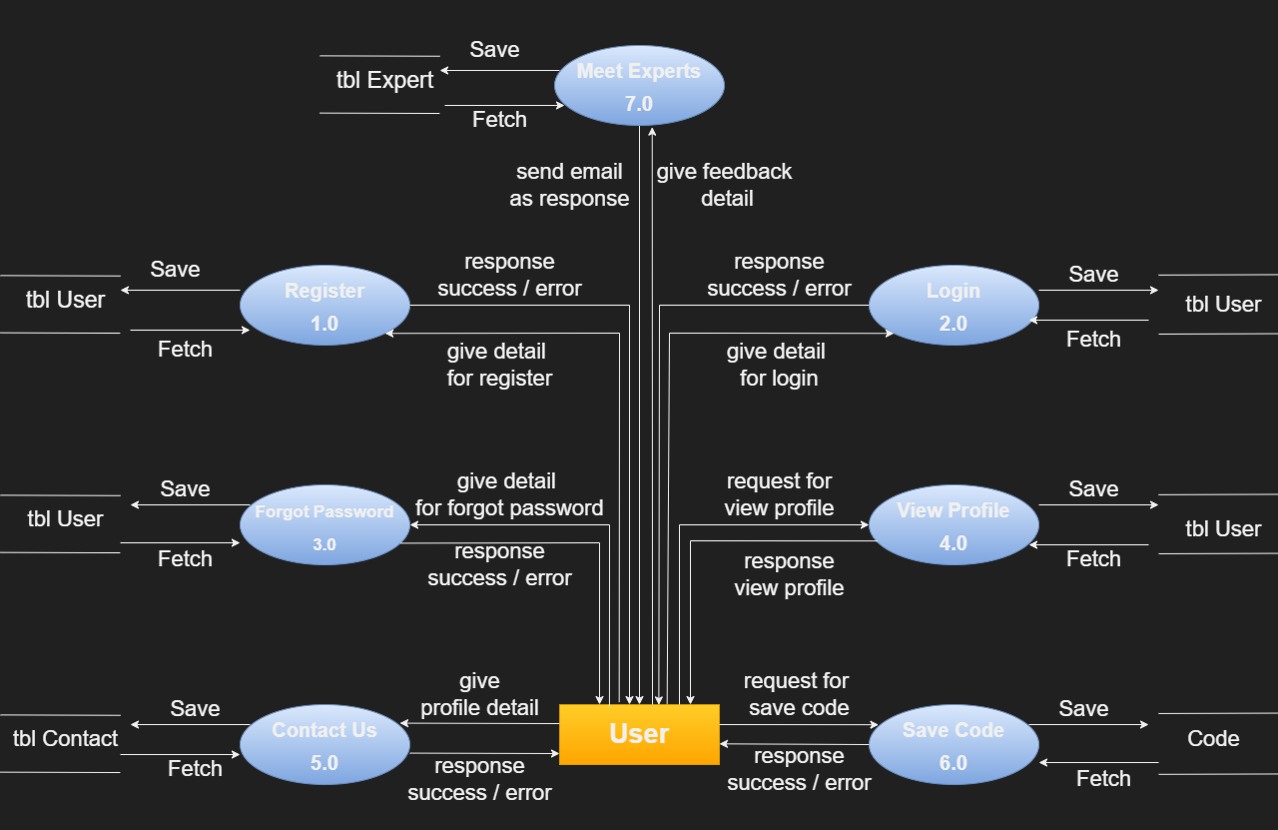 Save
Meet Experts
tbl Expert
7.0
Fetch
send email
as response
give feedback
detail
Save
tbl User
Fetch
Register
1.0
response
success / error
give detail
for register
response
success / error
give detail
for login
Login
2.0
Save
tbl User
Fetch
Save
tbl User
Fetch
Forgot Password
3.0
give detail
for forgot password
response
success / error
request for
view profile
response
view profile
View Profile
4.0
Save
tbl User
Fetch
Save
tbl Contact
Fetch
Contact Us
5.0
give
profile detail
response
success / error
User
request for
save code
response
success / error
Save Code
6.0
Save
Code
Fetch